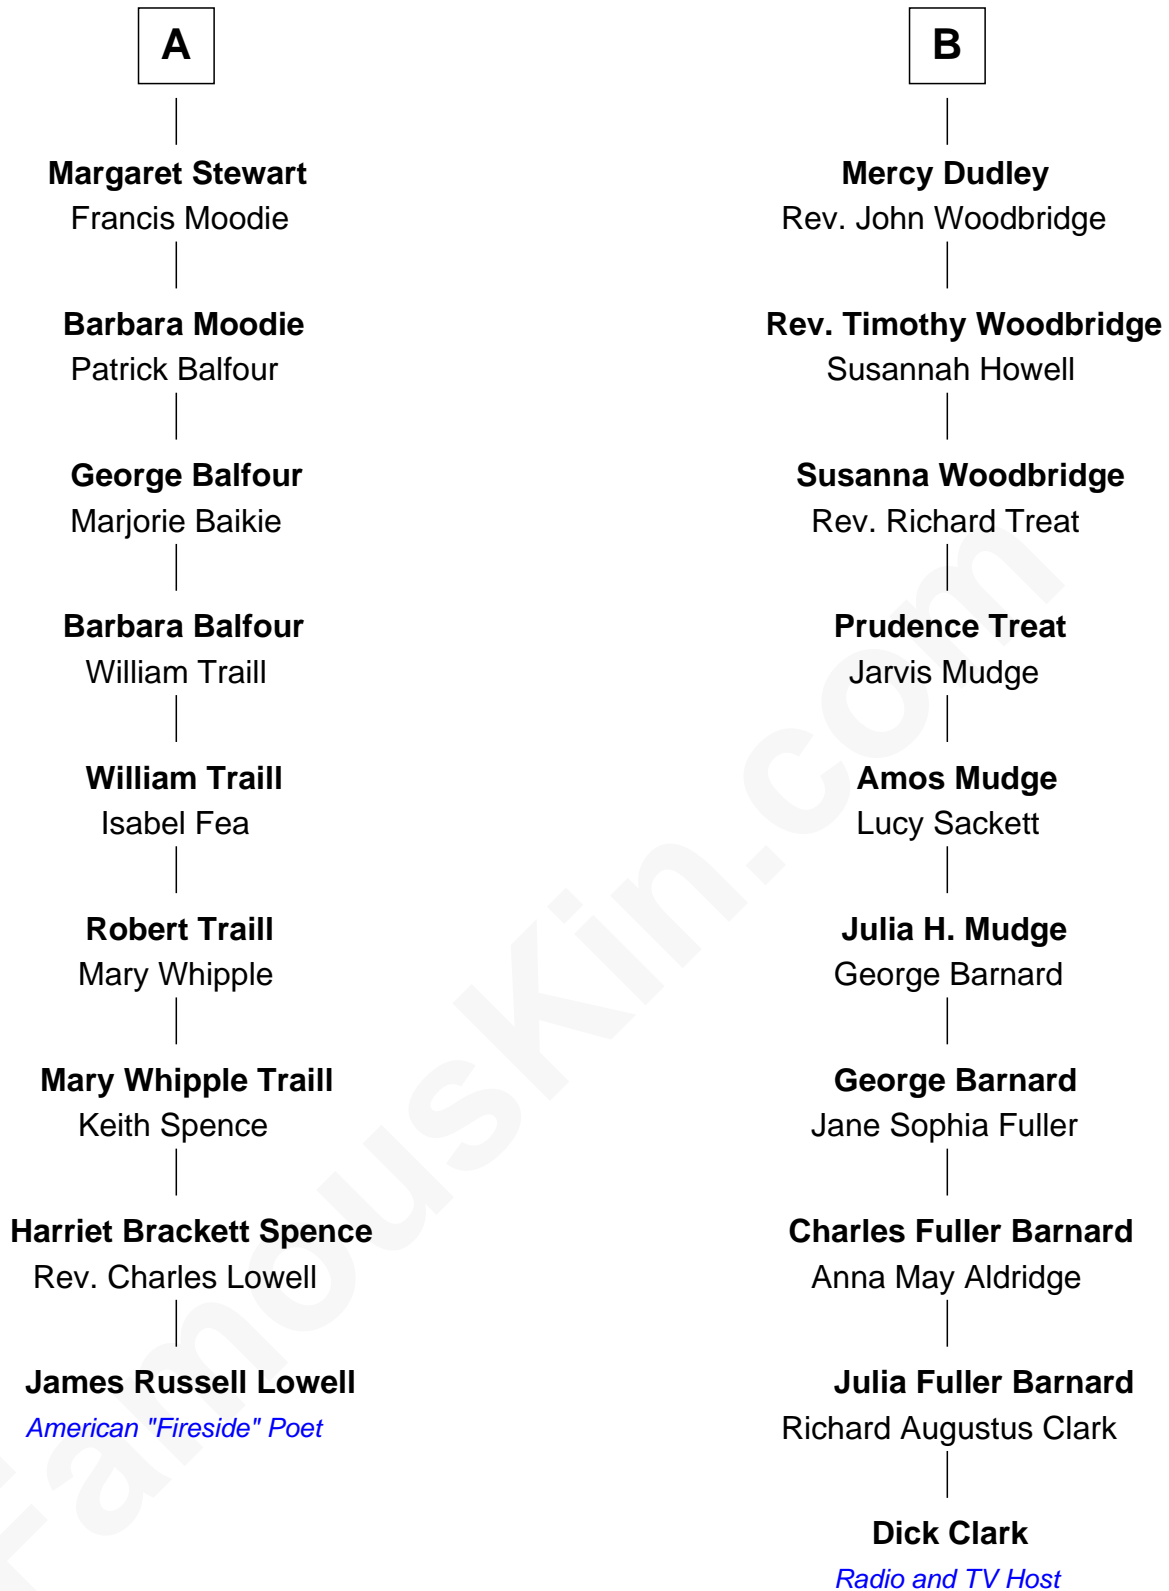 A
Margaret Stewart
Francis Moodie
Barbara Moodie
Patrick Balfour
George Balfour
Marjorie Baikie
Barbara Balfour
William Traill
William Traill
Isabel Fea
Robert Traill
Mary Whipple
Mary Whipple Traill
Keith Spence
Harriet Brackett Spence
Rev. Charles Lowell
James Russell Lowell
American "Fireside" Poet
B
Mercy Dudley
Rev. John Woodbridge
Rev. Timothy Woodbridge
Susannah Howell
Susanna Woodbridge
Rev. Richard Treat
Prudence Treat
Jarvis Mudge
Amos Mudge
Lucy Sackett
Julia H. Mudge
George Barnard
George Barnard
Jane Sophia Fuller
Charles Fuller Barnard
Anna May Aldridge
Julia Fuller Barnard
Richard Augustus Clark
Dick Clark
Radio and TV Host
FamousKin.com